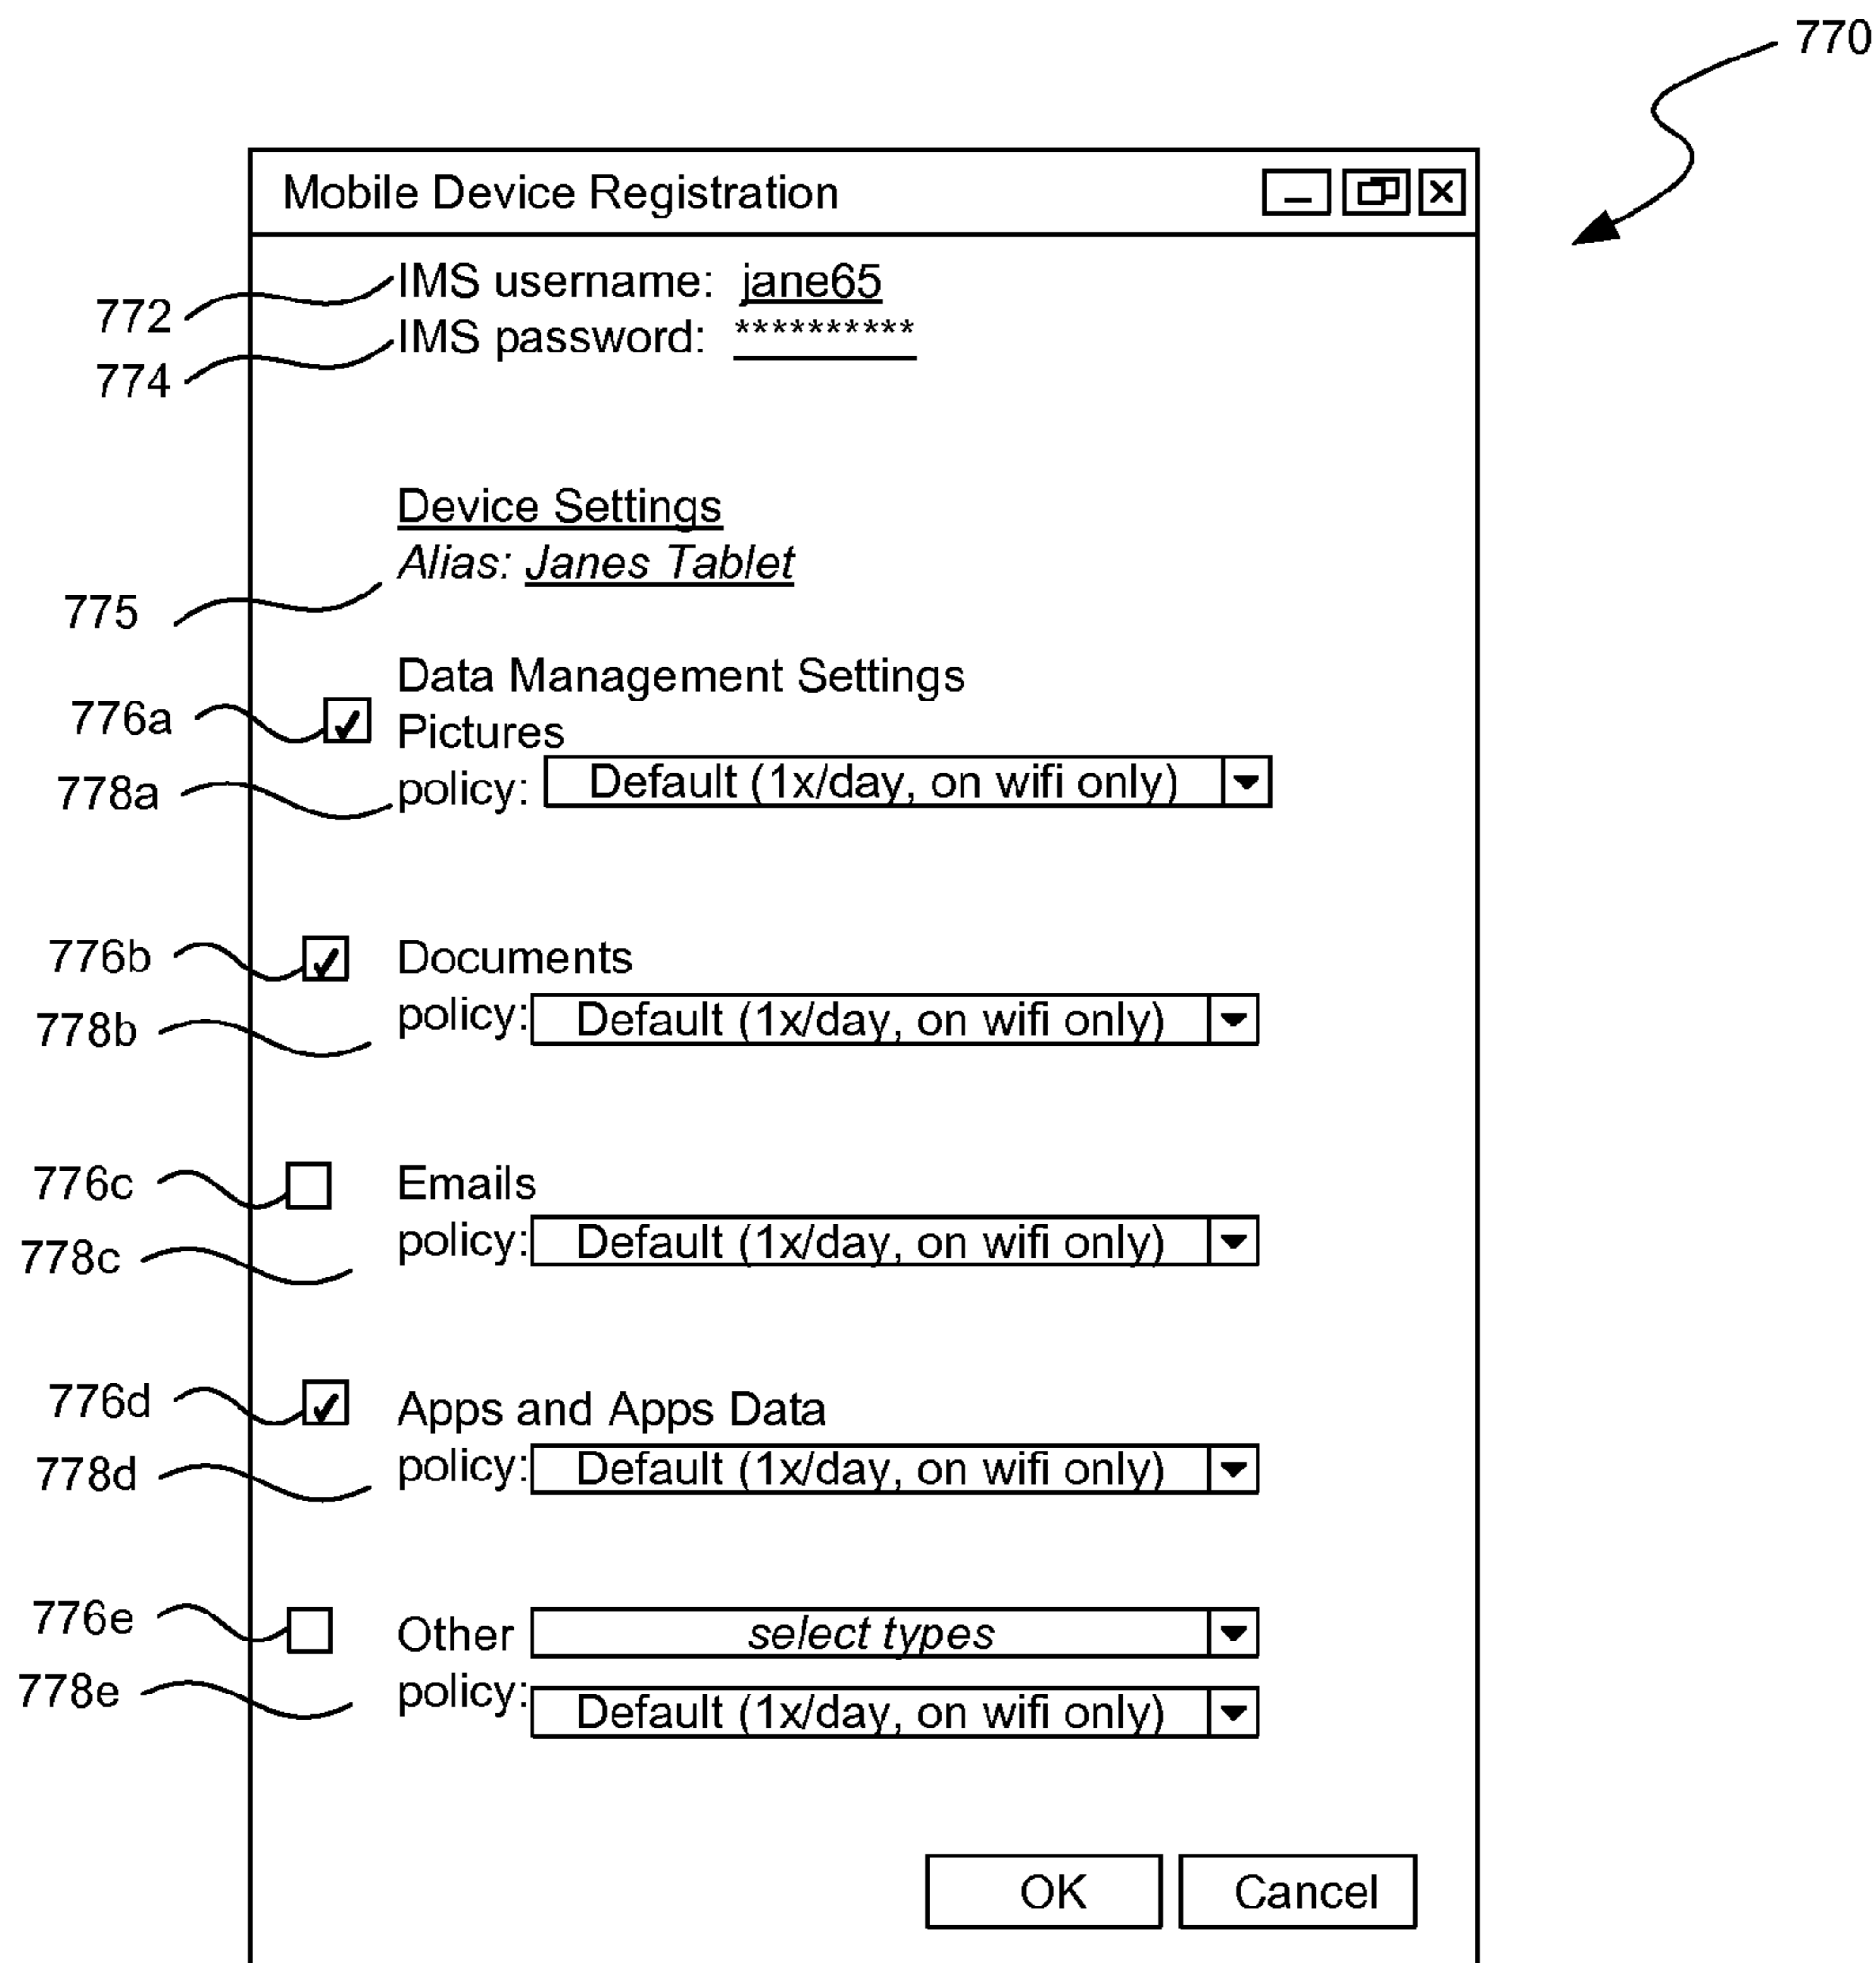 770
Mobile Device Registration
772
IMS username: jane65
774
IMS password: **********
Device Settings
775
Alias: Janes Tablet
Data Management Settings
776a
Pictures
778a
policy: Default (1x/day, on wifi only)
776b
Documents
778b
policy: Default (1x/day, on wifi only)
776c
Emails
778c
policy: Default (1x/day, on wifi only)
776d
Apps and Apps Data
778d
policy: Default (1x/day, on wifi only)
776e
Other select types
778e
policy: Default (1x/day, on wifi only)
OK Cancel